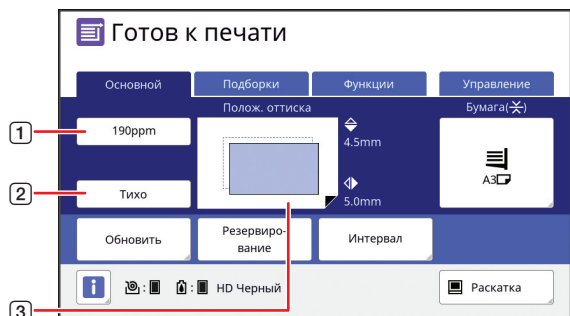 Готов к печати
Основной
Подборки
Функции
Управление
Полож. оттиска
Бумага( )
1
190ppm
4.5mm
A3
2
Тихо
5.0mm
Обновить
Резервиро-
вание
Интервал
i
:
:
HD Черный
Раскатка
3